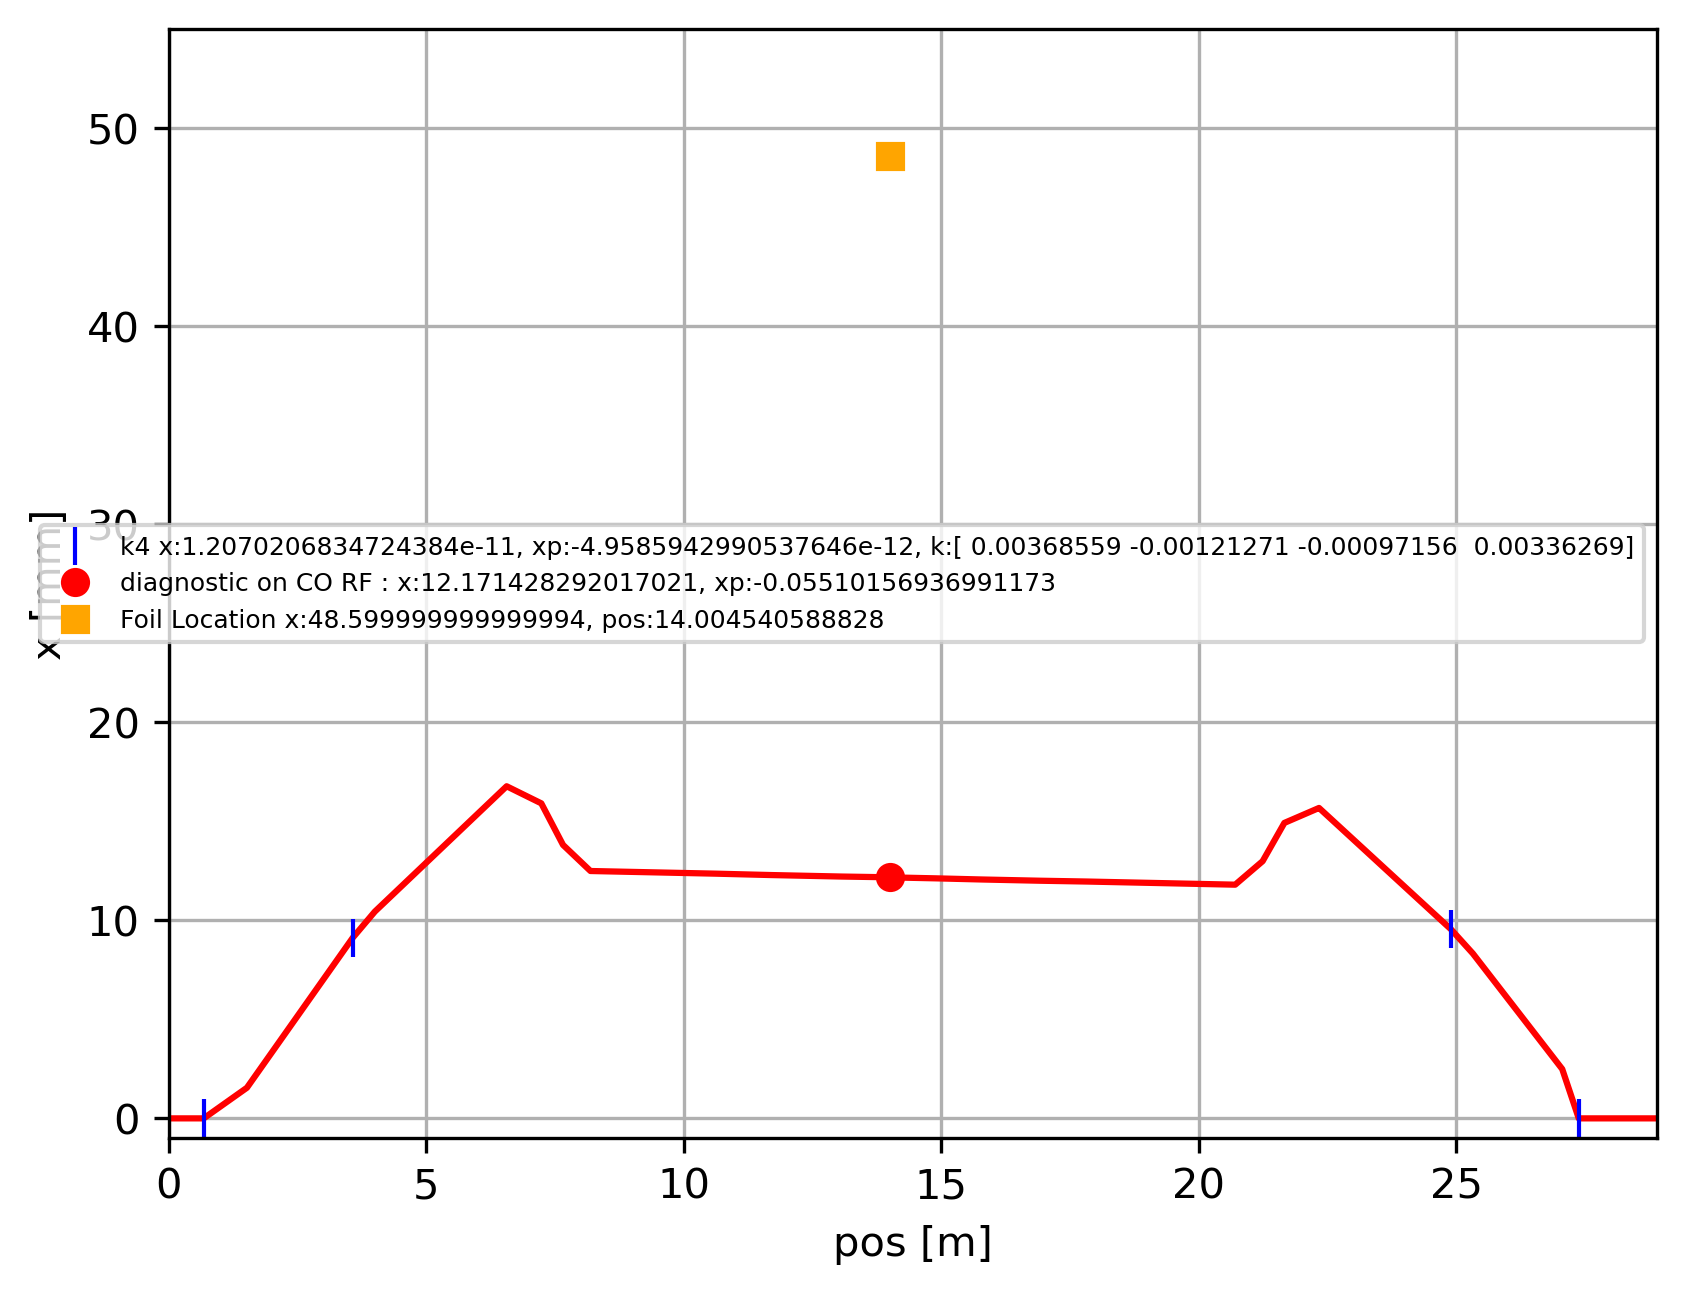 50
40
30
x [mm]
k4 x:1.2070206834724384e-11, xp:-4.9585942990537646e-12, k:[ 0.00368559 -0.00121271 -0.00097156  0.00336269]
diagnostic on CO RF : x:12.171428292017021, xp:-0.05510156936991173
Foil Location x:48.599999999999994, pos:14.004540588828
20
10
0
0 5 10 15 20 25
pos [m]